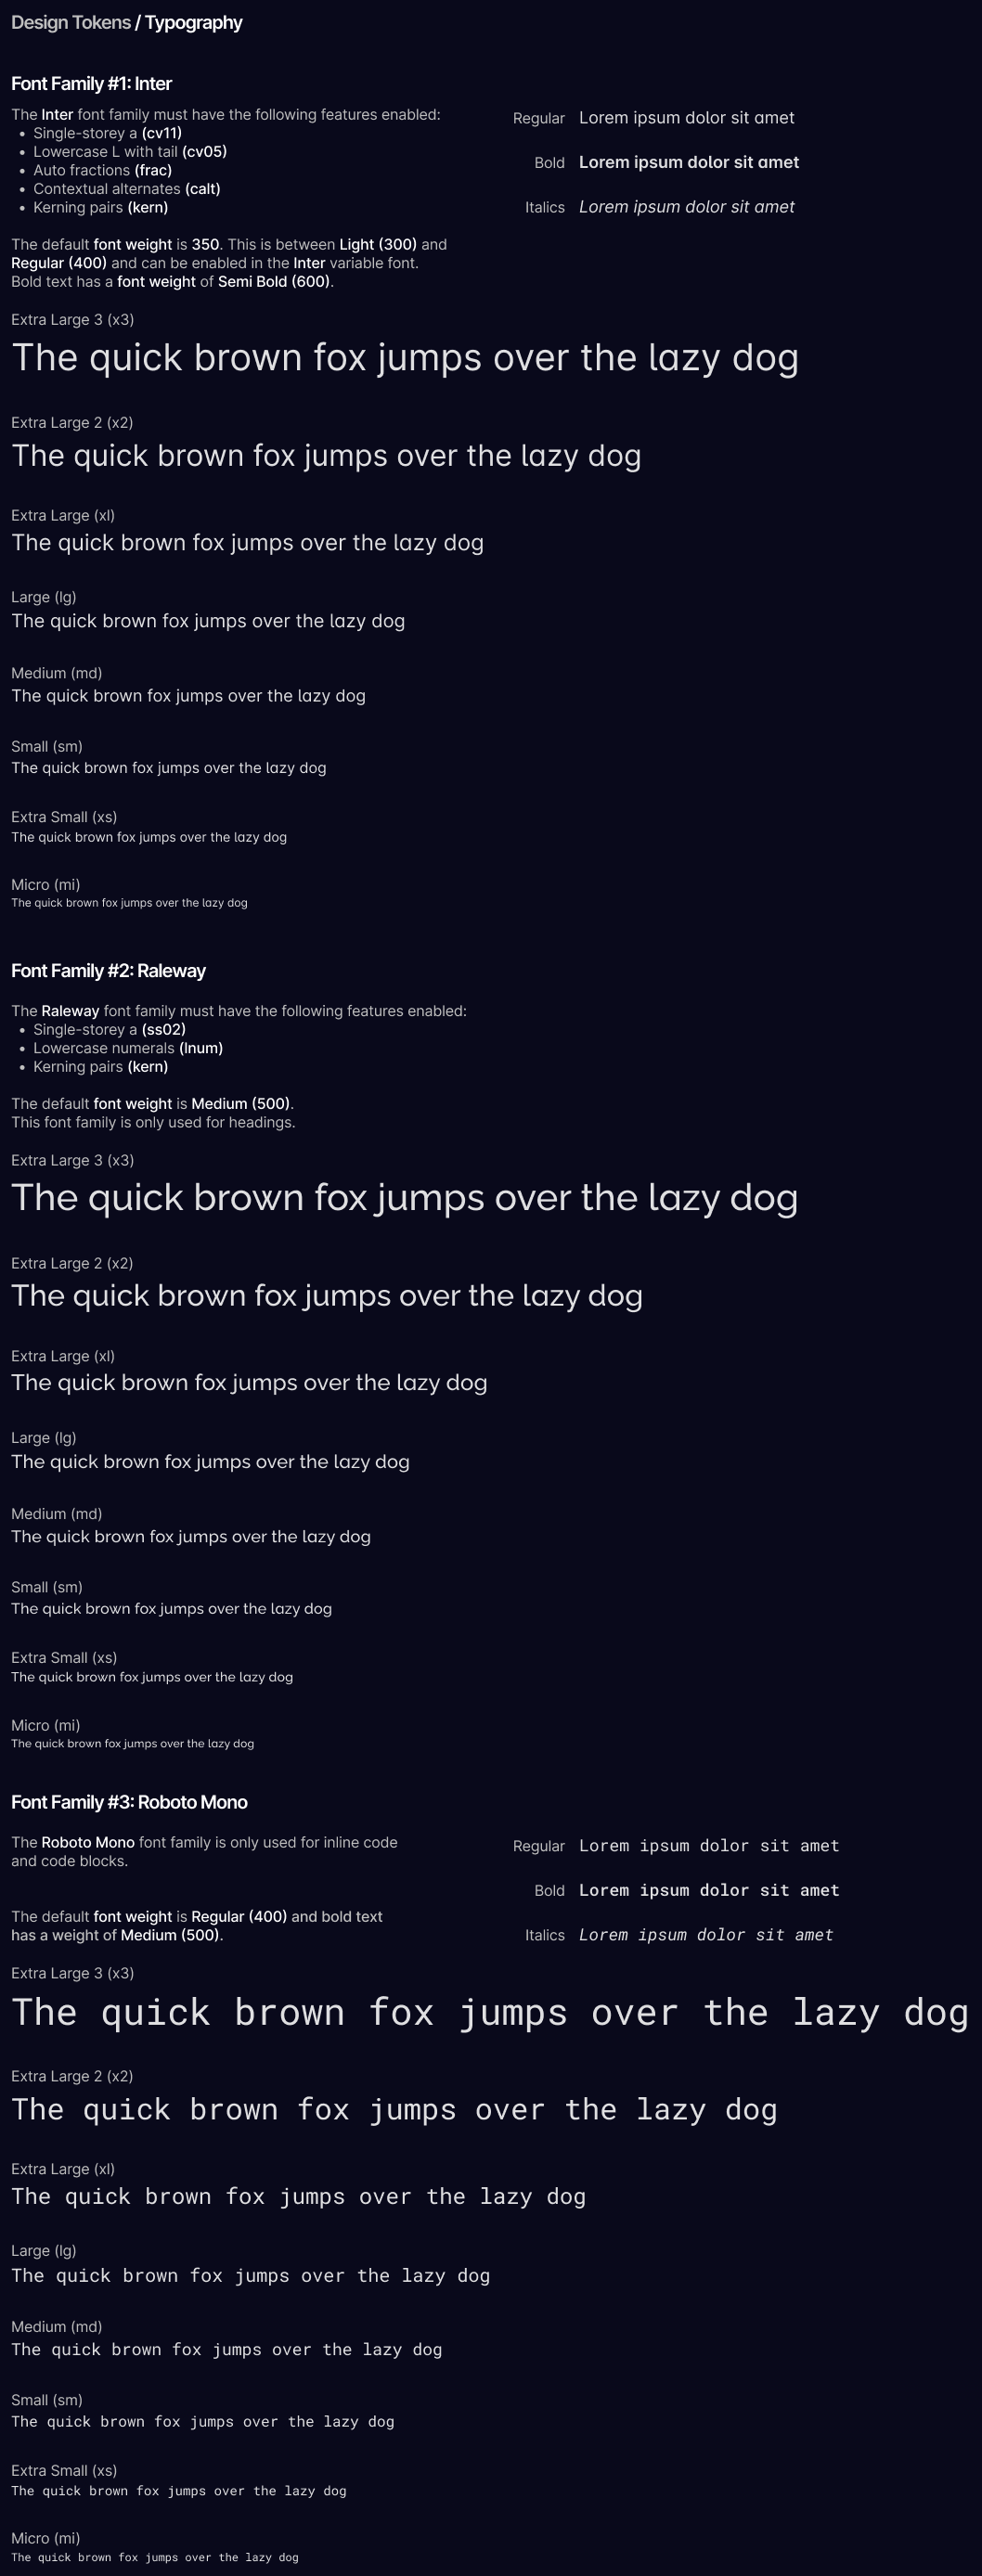 Design Tokens / Typography
Font Family #1: Inter
The Inter font family must have the following features enabled:
• Single-storey a (cv11)
• Lowercase L with tail (cv05)
• Auto fractions (frac)
• Contextual alternates (calt)
• Kerning pairs (kern)
Regular Lorem ipsum dolor sit amet
Bold Lorem ipsum dolor sit amet
Italics Lorem ipsum dolor sit amet
The default font weight is 350. This is between Light (300) and
Regular (400) and can be enabled in the Inter variable font.
Bold text has a font weight of Semi Bold (600).
Extra Large 3 (x3)
The quick brown fox jumps over the lazy dog
Extra Large 2 (x2)
The quick brown fox jumps over the lazy dog
Extra Large (xl)
The quick brown fox jumps over the lazy dog
Large (lg)
The quick brown fox jumps over the lazy dog
Medium (md)
The quick brown fox jumps over the lazy dog
Small (sm)
The quick brown fox jumps over the lazy dog
Extra Small (xs)
The quick brown fox jumps over the lazy dog
Micro (mi)
The quick brown fox jumps over the lazy dog
Font Family #2: Raleway
The Raleway font family must have the following features enabled:
• Single-storey a (ss02)
• Lowercase numerals (lnum)
• Kerning pairs (kern)
The default font weight is Medium (500).
This font family is only used for headings.
Extra Large 3 (x3)
The quick brown fox jumps over the lazy dog
Extra Large 2 (x2)
The quick brown fox jumps over the lazy dog
Extra Large (xl)
The quick brown fox jumps over the lazy dog
Large (lg)
The quick brown fox jumps over the lazy dog
Medium (md)
The quick brown fox jumps over the lazy dog
Small (sm)
The quick brown fox jumps over the lazy dog
Extra Small (xs)
The quick brown fox jumps over the lazy dog
Micro (mi)
The quick brown fox jumps over the lazy dog
Font Family #3: Roboto Mono
The Roboto Mono font family is only used for inline code
and code blocks.
The default font weight is Regular (400) and bold text
has a weight of Medium (500).
Regular Lorem ipsum dolor sit amet
Bold Lorem ipsum dolor sit amet
Italics Lorem ipsum dolor sit amet
Extra Large 3 (x3)
The quick brown fox jumps over the lazy dog
Extra Large 2 (x2)
The quick brown fox jumps over the lazy dog
Extra Large (xl)
The quick brown fox jumps over the lazy dog
Large (lg)
The quick brown fox jumps over the lazy dog
Medium (md)
The quick brown fox jumps over the lazy dog
Small (sm)
The quick brown fox jumps over the lazy dog
Extra Small (xs)
The quick brown fox jumps over the lazy dog
Micro (mi)
The quick brown fox jumps over the lazy dog